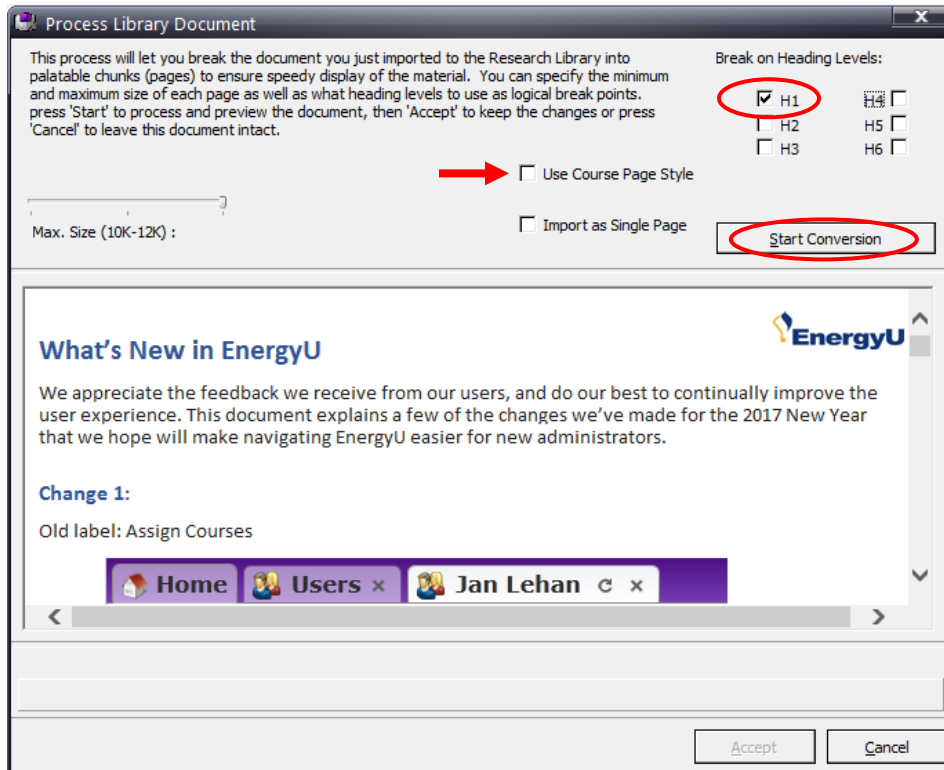 Process Library Document
x
This process will let you break the document you just imported to the Research Library into
palatable chunks (pages) to ensure speedy display of the material. You can specify the minimum
and maximum size of each page as well as what heading levels to use as logical break points.
press 'Start' to process and preview the document, then 'Accept' to keep the changes or press
'Cancel' to leave this document intact.
Break on Heading Levels:
H1 H4
H2 H5
H3 H6
Use Course Page Style
Max. Size (10K-12K) :
Import as Single Page
Start Conversion
EnergyU
What's New in EnergyU
We appreciate the feedback we receive from our users, and do our best to continually improve the
user experience. This document explains a few of the changes we've made for the 2017 New Year
that we hope will make navigating EnergyU easier for new administrators.
Change 1:
Old label: Assign Courses
Home Users × Jan Lehan ×
Accept Cancel